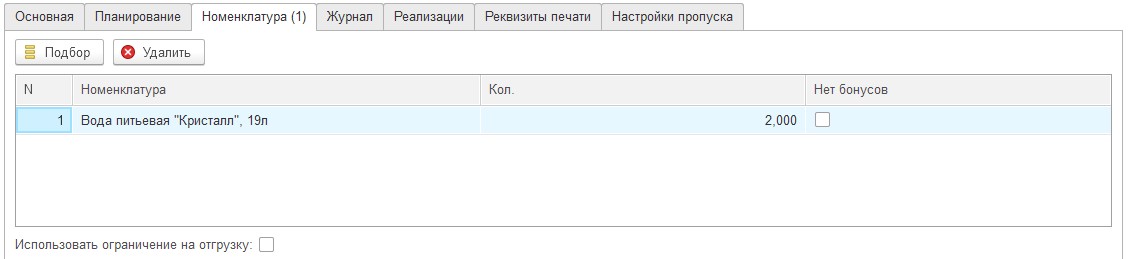 Основная Планирование Номенклатура (1) Журнал Реализации Реквизиты печати Настройки пропуска
Подбор Удалить
N Номенклатура Кол. Нет бонусов
1 Вода питьевая "Кристалл", 19л 2,000
Использовать ограничение на отгрузку: